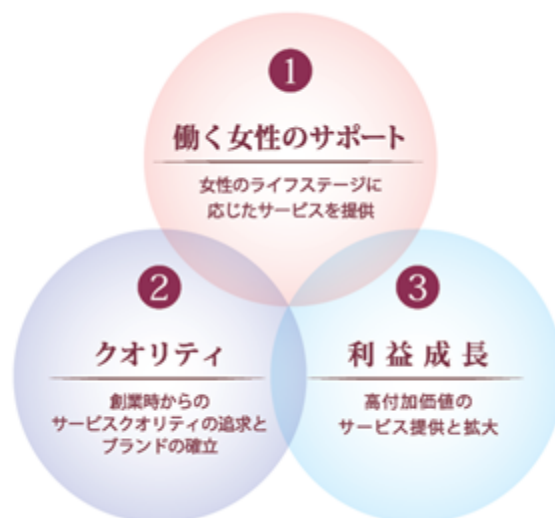 1
働く女性のサポート
女性のライフステージに
応じたサービスを提供
2
クオリティ
創業時からの
サービスクオリティの追求と
ブランドの確立
3
利益成長
高付加価値の
サービス提供と拡大